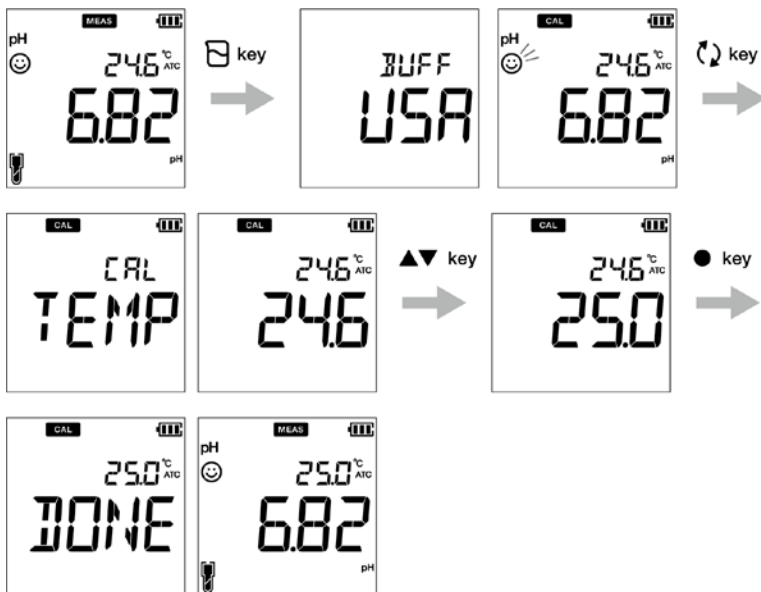 MEAS
pH
24.6 °C
ATC
6.82
pH
key
BUFF
USA
CAL
pH
24.6 °C
ATC
6.82
pH
key
CAL
CAL
TEMP
CAL
24.6 °C
ATC
24.6
▲▼ key
CAL
24.6 °C
ATC
25.0
● key
CAL
25.0 °C
ATC
DONE
MEAS
pH
25.0 °C
ATC
6.82
pH